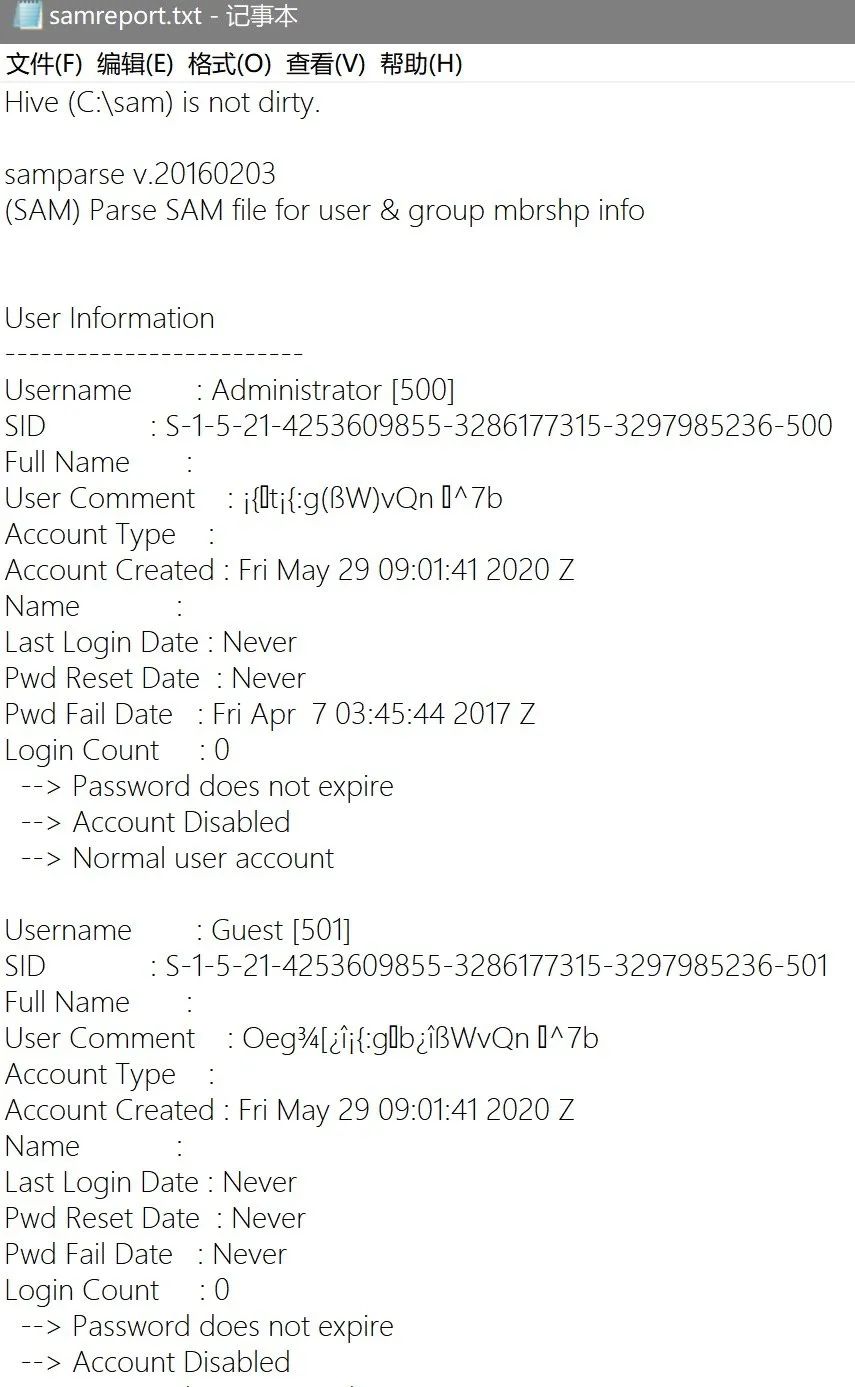 samreport.txt - 记事本
文件(F) 编辑(E) 格式(O) 查看(V) 帮助(H)
Hive (C:\sam) is not dirty.
samparse v.20160203
(SAM) Parse SAM file for user & group mbrshp info
User Information
-------------------------
Username : Administrator [500]
SID : S-1-5-21-4253609855-3286177315-3297985236-500
Full Name :
User Comment : ¡{▯t¡{:g(ßW)vQn ▯^7b
Account Type :
Account Created : Fri May 29 09:01:41 2020 Z
Name :
Last Login Date : Never
Pwd Reset Date : Never
Pwd Fail Date : Fri Apr 7 03:45:44 2017 Z
Login Count : 0
--> Password does not expire
--> Account Disabled
--> Normal user account
Username : Guest [501]
SID : S-1-5-21-4253609855-3286177315-3297985236-501
Full Name :
User Comment : Oeg¾[¿î¡{:g▯b¿îßWvQn ▯^7b
Account Type :
Account Created : Fri May 29 09:01:41 2020 Z
Name :
Last Login Date : Never
Pwd Reset Date : Never
Pwd Fail Date : Never
Login Count : 0
--> Password does not expire
--> Account Disabled